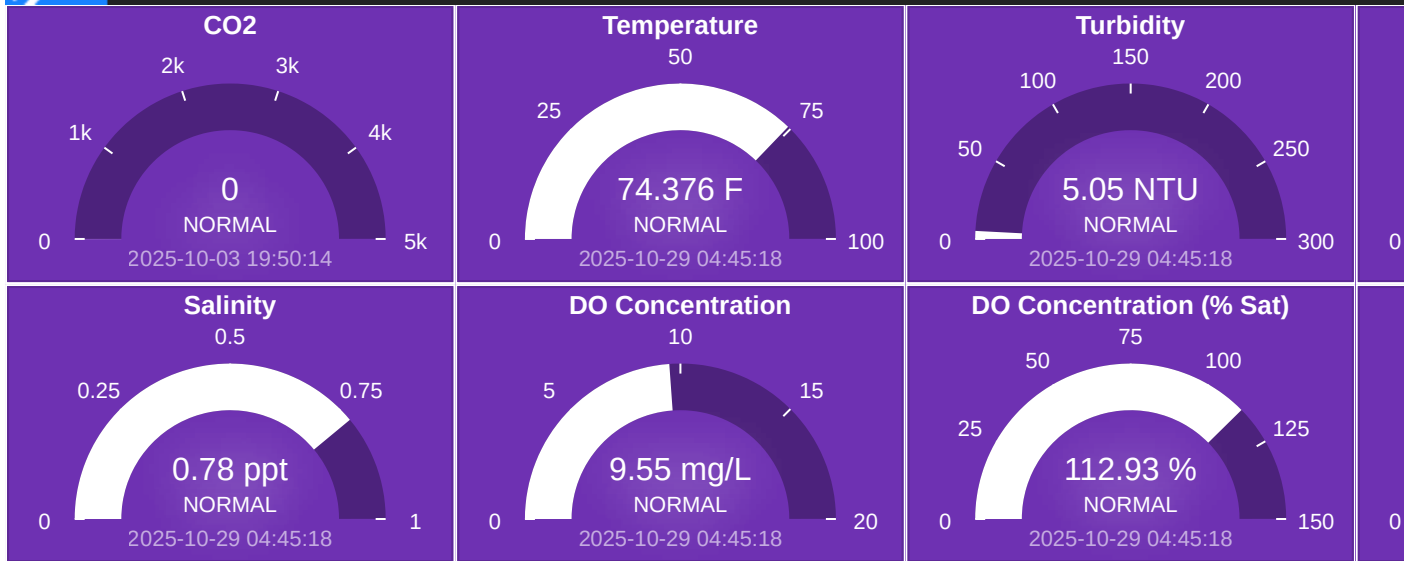 CO2
2k
3k
1k
4k
0
NORMAL
0
5k
2025-10-03 19:50:14
Temperature
50
25
75
74.376 F
NORMAL
0
100
2025-10-29 04:45:18
Turbidity
150
100
200
50
250
5.05 NTU
NORMAL
0
300
2025-10-29 04:45:18
0
Salinity
0.5
0.25
0.75
0.78 ppt
NORMAL
0
1
2025-10-29 04:45:18
DO Concentration
10
5
15
9.55 mg/L
NORMAL
0
20
2025-10-29 04:45:18
DO Concentration (% Sat)
75
50
100
25
125
112.93 %
NORMAL
0
150
2025-10-29 04:45:18
0